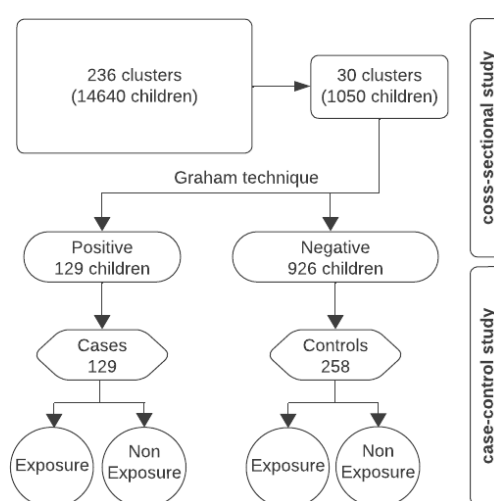 236 clusters
(14640 children)
30 clusters
(1050 children)
coss-sectional study
Graham technique
Positive
129 children
Negative
926 children
Cases
129
Controls
258
case-control study
Exposure
Non
Exposure
Exposure
Non
Exposure